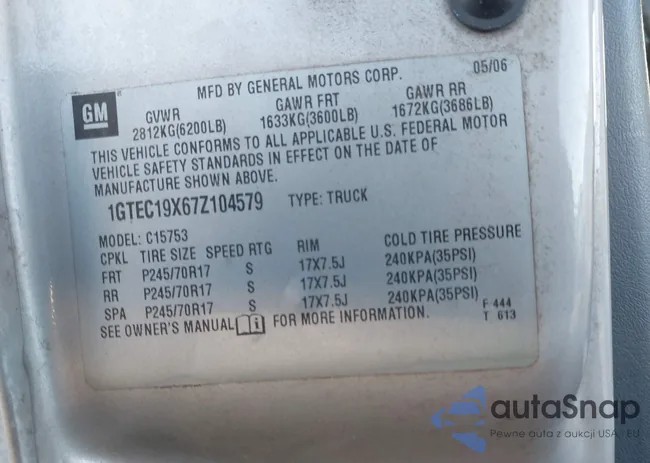 MFD BY GENERAL MOTORS CORP. 05/06
GM GVWR GAWR FRT GAWR RR
2812KG(6200LB) 1633KG(3600LB) 1672KG(3686LB)
THIS VEHICLE CONFORMS TO ALL APPLICABLE U.S. FEDERAL MOTOR
VEHICLE SAFETY STANDARDS IN EFFECT ON THE DATE OF
MANUFACTURE SHOWN ABOVE.
1GTEC19X67Z104579 TYPE: TRUCK
MODEL: C15753
CPKL TIRE SIZE SPEED RTG RIM COLD TIRE PRESSURE
FRT P245/70R17 S 17X7.5J 240KPA(35PSI)
RR P245/70R17 S 17X7.5J 240KPA(35PSI)
SPA P245/70R17 S 17X7.5J 240KPA(35PSI)
SEE OWNER'S MANUAL i FOR MORE INFORMATION.
F 444
T 613
autaSnap
Pewne auta z aukcji USA, EU